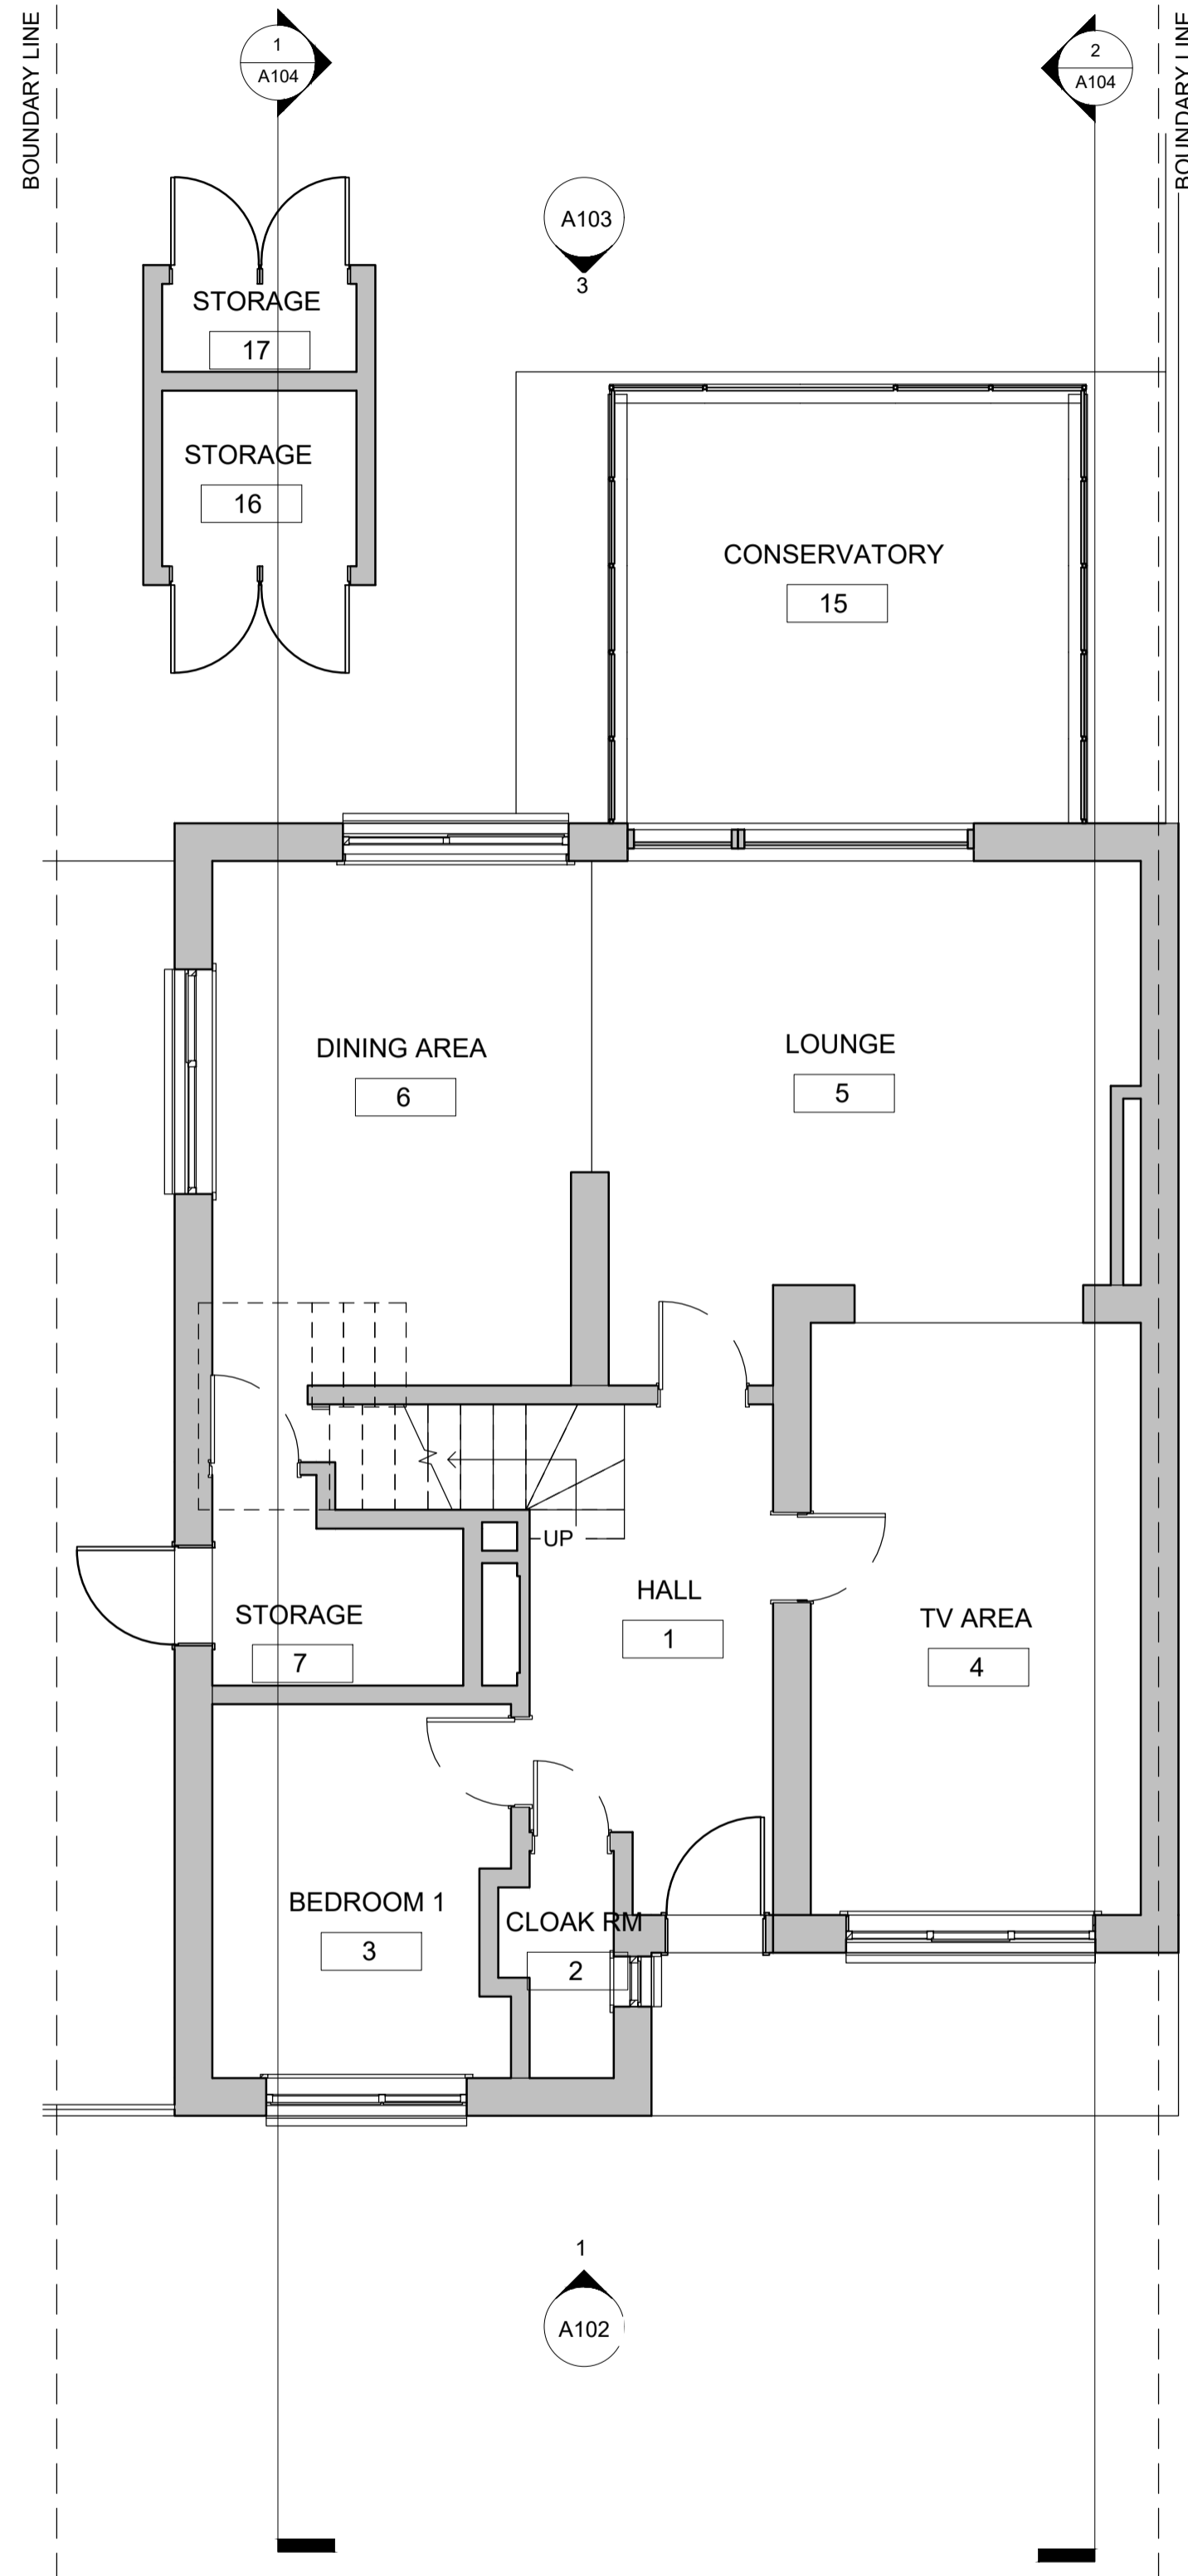 BOUNDARY LINE
1
A104
2
A104
BOUNDARY LINE
A103
3
STORAGE
17
STORAGE
16
CONSERVATORY
15
DINING AREA
6
LOUNGE
5
UP
HALL
1
STORAGE
7
TV AREA
4
BEDROOM 1
3
CLOAK RM
2
1
A102